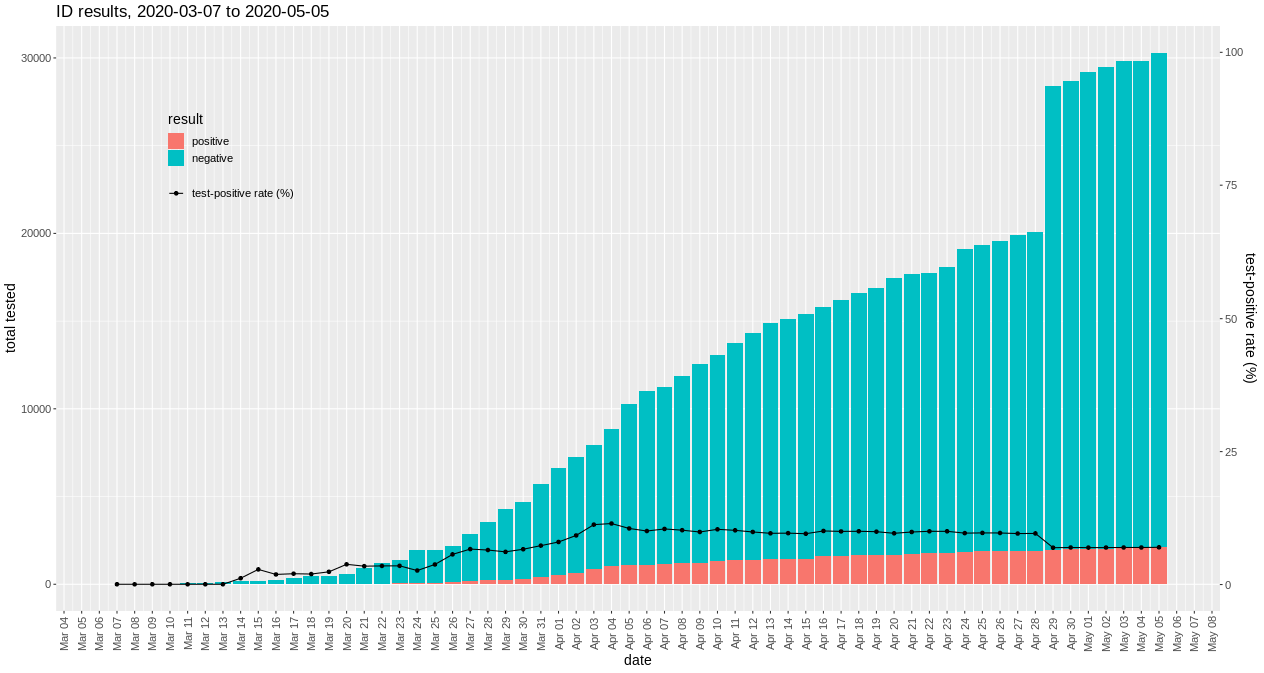 ID results, 2020-03-07 to 2020-05-05
30000
20000
10000
0
total tested
result
positive
negative
test-positive rate (%)
100
75
50
25
0
test-positive rate (%)
Mar 04
Mar 05
Mar 06
Mar 07
Mar 08
Mar 09
Mar 10
Mar 11
Mar 12
Mar 13
Mar 14
Mar 15
Mar 16
Mar 17
Mar 18
Mar 19
Mar 20
Mar 21
Mar 22
Mar 23
Mar 24
Mar 25
Mar 26
Mar 27
Mar 28
Mar 29
Mar 30
Mar 31
Apr 01
Apr 02
Apr 03
Apr 04
Apr 05
Apr 06
Apr 07
Apr 08
Apr 09
Apr 10
Apr 11
Apr 12
Apr 13
Apr 14
Apr 15
Apr 16
Apr 17
Apr 18
Apr 19
Apr 20
Apr 21
Apr 22
Apr 23
Apr 24
Apr 25
Apr 26
Apr 27
Apr 28
Apr 29
Apr 30
May 01
May 02
May 03
May 04
May 05
May 06
May 07
May 08
date